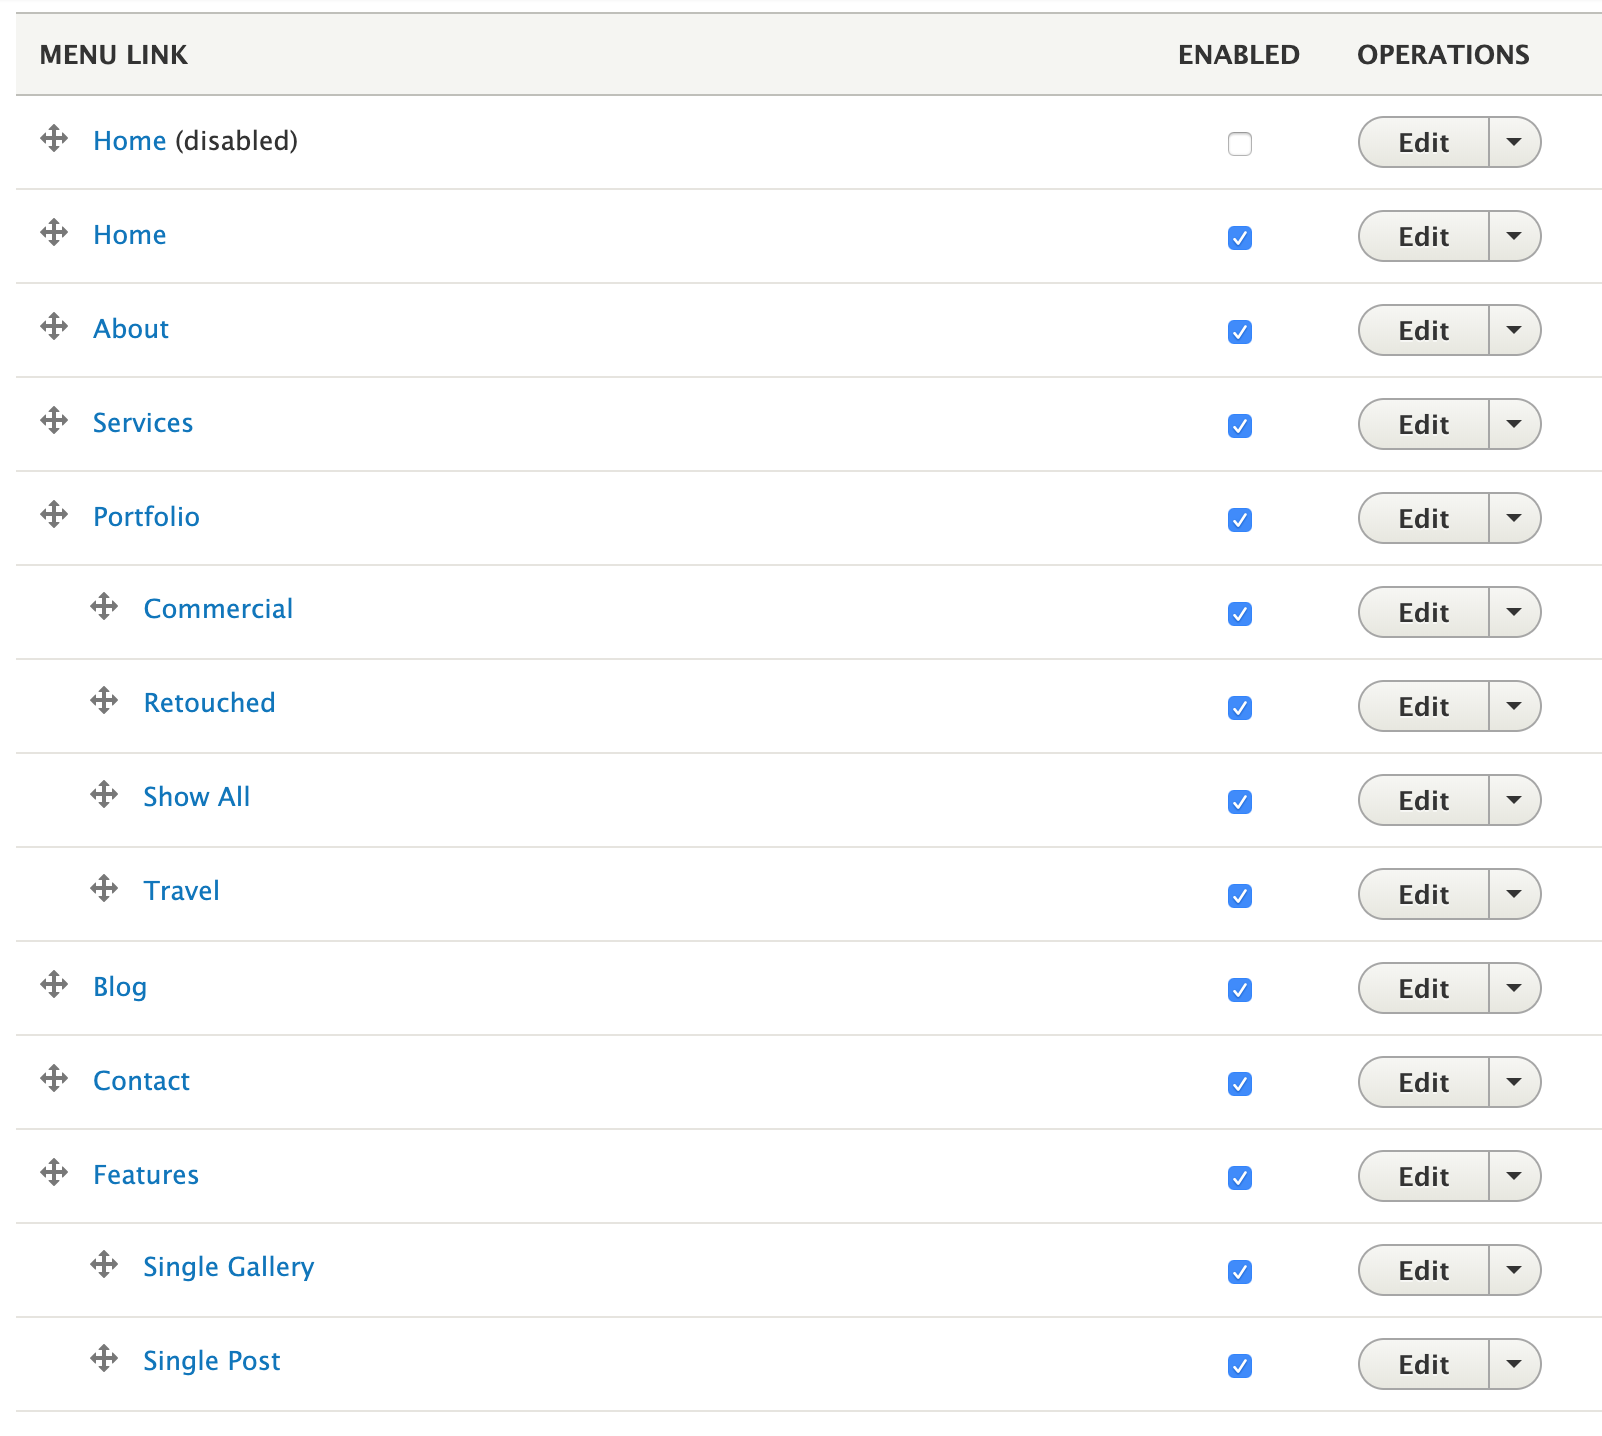 MENU LINK ENABLED OPERATIONS
Home (disabled) Edit
Home Edit
About Edit
Services Edit
Portfolio Edit
Commercial Edit
Retouched Edit
Show All Edit
Travel Edit
Blog Edit
Contact Edit
Features Edit
Single Gallery Edit
Single Post Edit